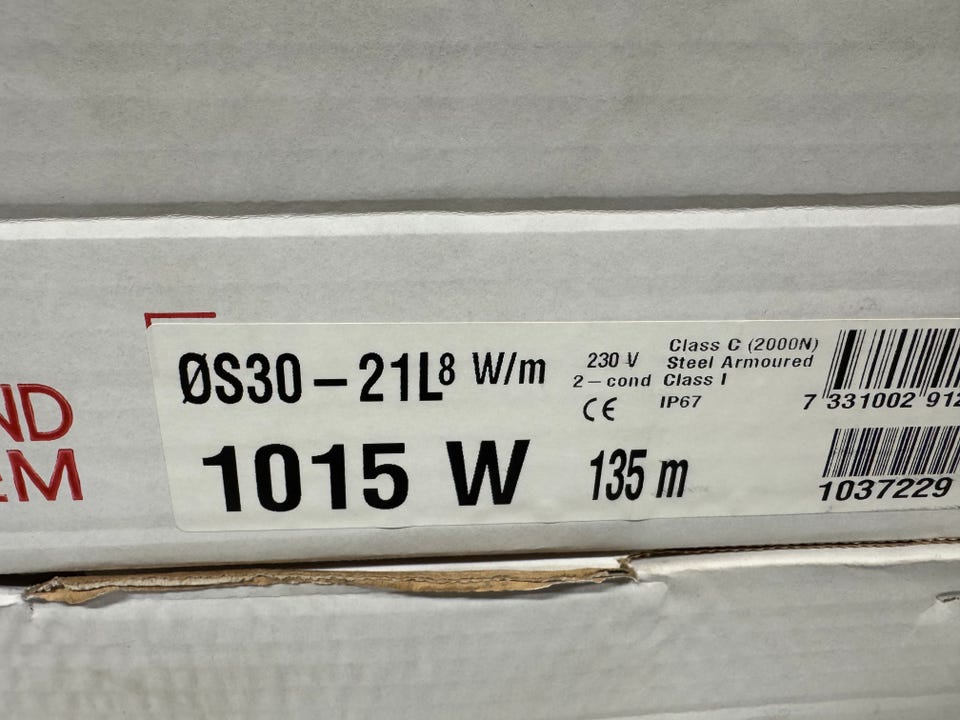 ND
EM
ØS30 – 21L8 W/m
230 V
2 – cond
CE
Class C (2000N)
Steel Armoured
Class I
IP67
7 331002 912
1015 W
135 m
1037229